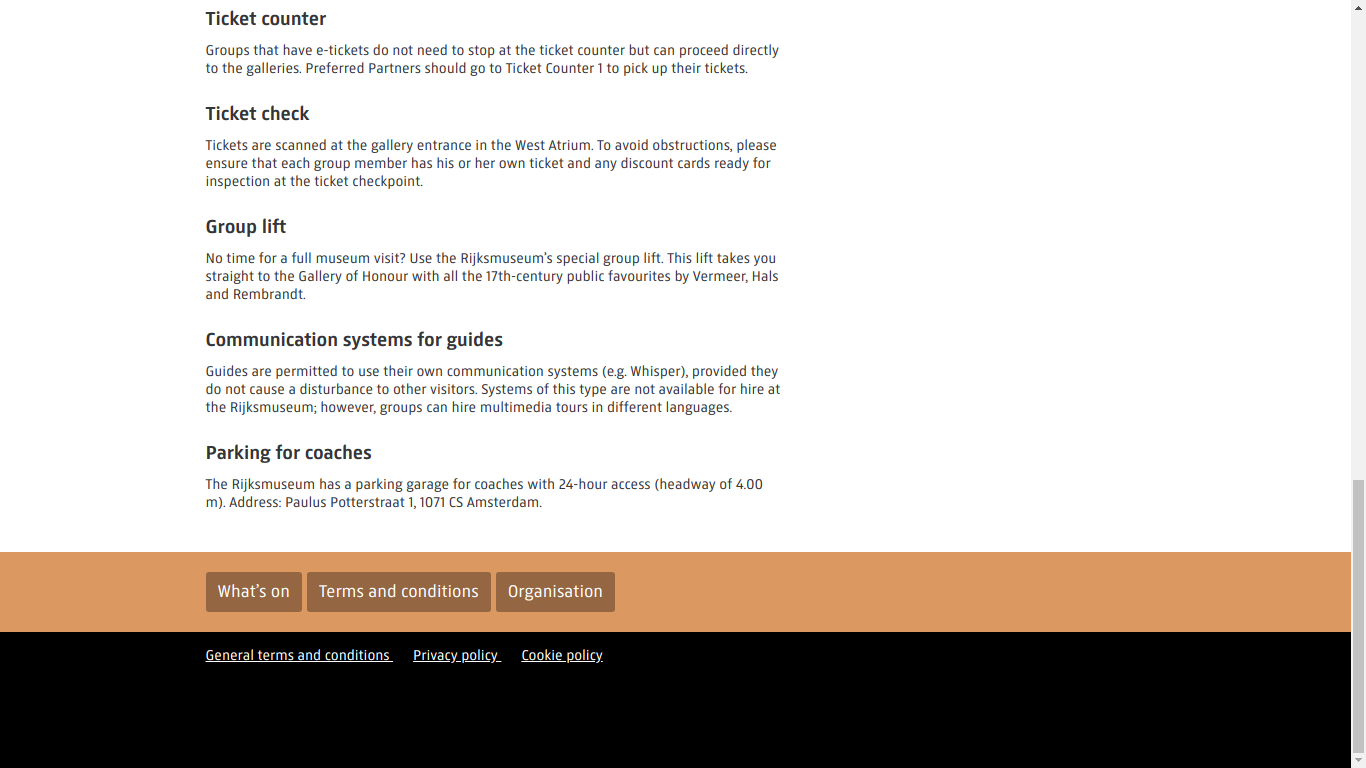 Ticket counter
Groups that have e-tickets do not need to stop at the ticket counter but can proceed directly
to the galleries. Preferred Partners should go to Ticket Counter 1 to pick up their tickets.
Ticket check
Tickets are scanned at the gallery entrance in the West Atrium. To avoid obstructions, please
ensure that each group member has his or her own ticket and any discount cards ready for
inspection at the ticket checkpoint.
Group lift
No time for a full museum visit? Use the Rijksmuseum’s special group lift. This lift takes you
straight to the Gallery of Honour with all the 17th-century public favourites by Vermeer, Hals
and Rembrandt.
Communication systems for guides
Guides are permitted to use their own communication systems (e.g. Whisper), provided they
do not cause a disturbance to other visitors. Systems of this type are not available for hire at
the Rijksmuseum; however, groups can hire multimedia tours in different languages.
Parking for coaches
The Rijksmuseum has a parking garage for coaches with 24-hour access (headway of 4.00
m). Address: Paulus Potterstraat 1, 1071 CS Amsterdam.
What’s on Terms and conditions Organisation
General terms and conditions Privacy policy Cookie policy